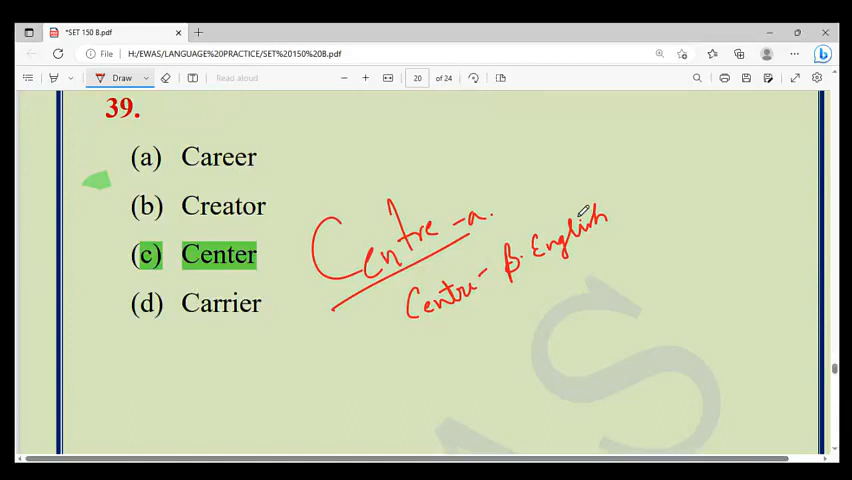 *SET 150 B.pdf
File
H:/EWAS/LANGUAGE%20PRACTICE/SET%20150%20B.pdf
Draw
Read aloud
20
of 24
39.
(a) Career
(b) Creator
(c) Center
(d) Carrier
Centre - a.
Centre - B. English
S